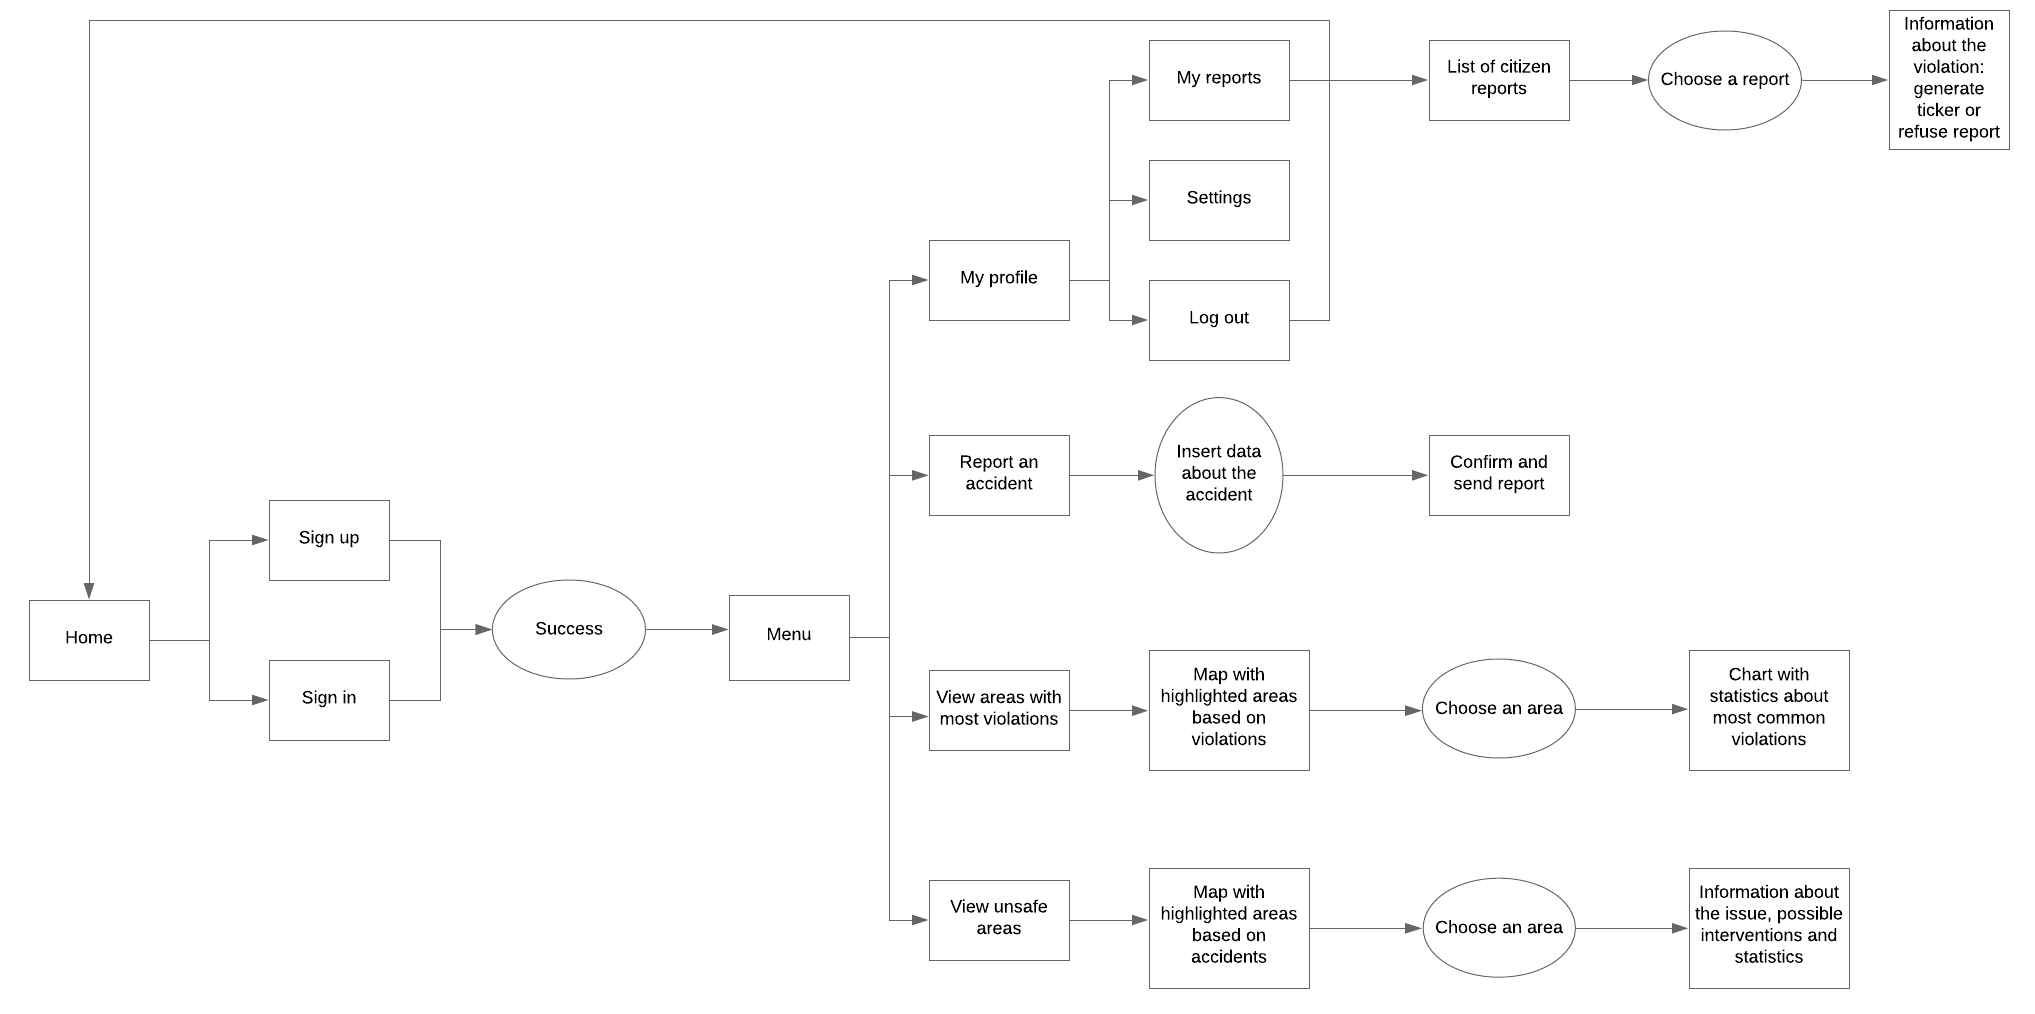 Home
Sign up
Sign in
Success
Menu
My profile
My reports
Settings
Log out
List of citizen
reports
Choose a report
Information
about the
violation:
generate
ticker or
refuse report
Report an
accident
Insert data
about the
accident
Confirm and
send report
View areas with
most violations
Map with
highlighted areas
based on
violations
Choose an area
Chart with
statistics about
most common
violations
View unsafe
areas
Map with
highlighted areas
based on
accidents
Choose an area
Information about
the issue, possible
interventions and
statistics